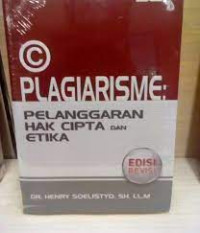 ©
PLAGIARISME:
PELANGGARAN
HAK CIPTA DAN
ETIKA
EDISI
REVISI
DR. HENRY SOELISTYO, SH, LL.M